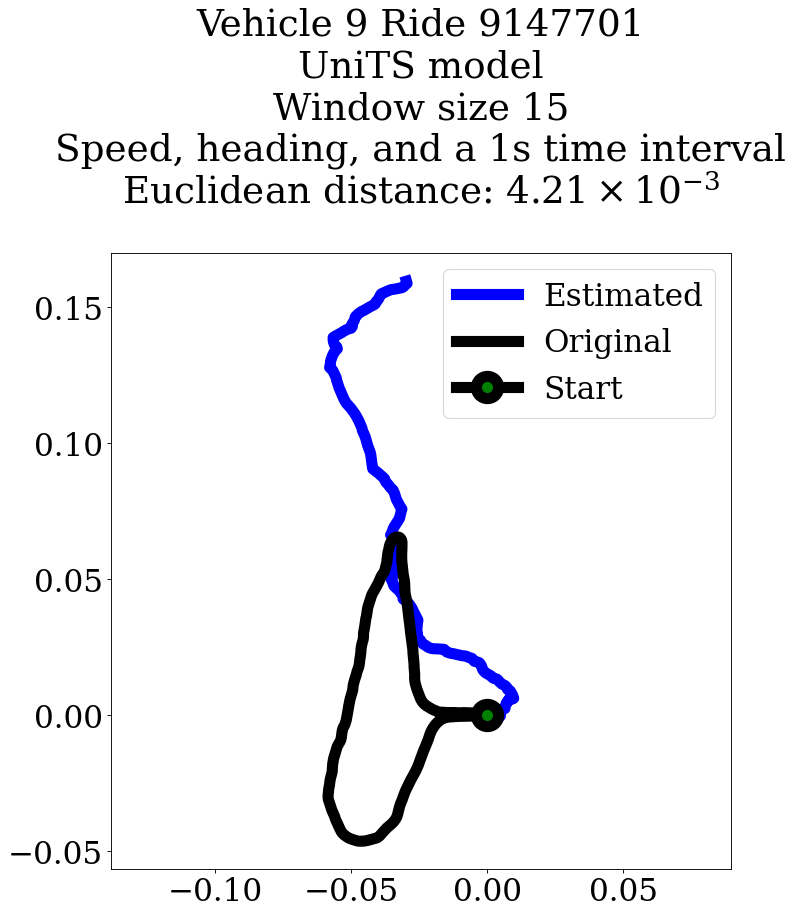 Vehicle 9 Ride 9147701
UniTS model
Window size 15
Speed, heading, and a 1s time interval
Euclidean distance: 4.21 × 10⁻³
Estimated
Original
Start
0.15
0.10
0.05
0.00
−0.05
−0.10
−0.05
0.00
0.05